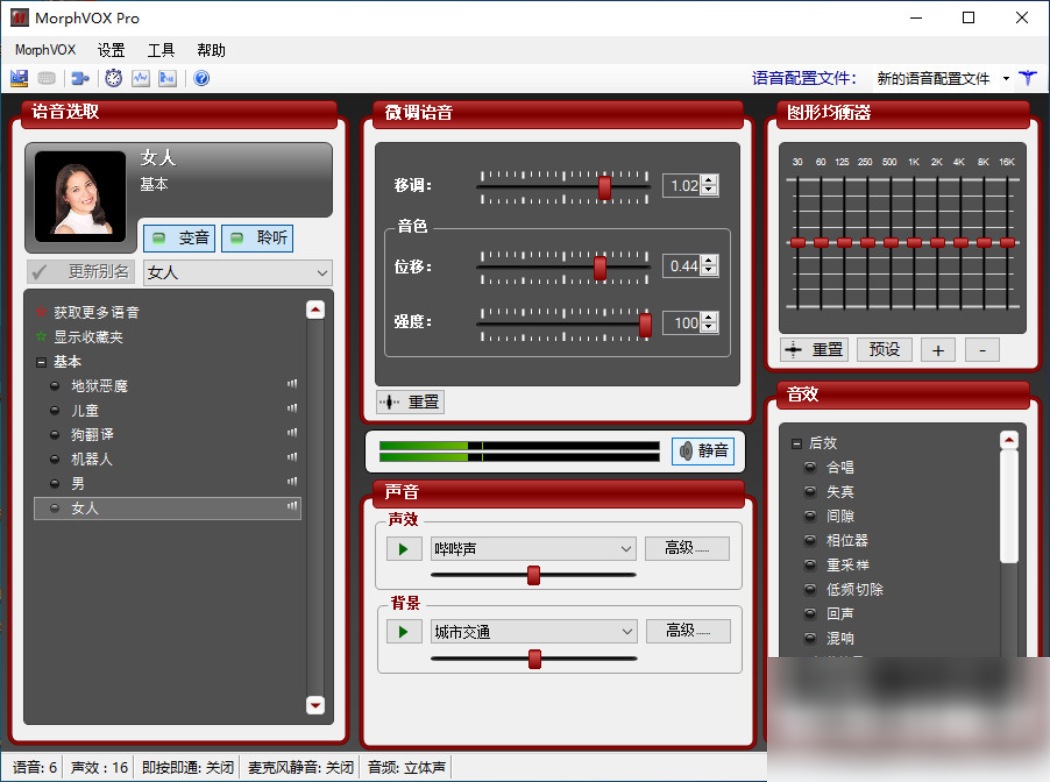 MorphVOX Pro
MorphVOX 设置 工具 帮助
语音配置文件: 新的语音配置文件
语音选取
女人
基本
变音 聆听
更新别名 女人
获取更多语音
显示收藏夹
基本
地狱恶魔
儿童
狗翻译
机器人
男
女人
微调语音
移调: 1.02
音色
位移: 0.44
强度: 100
重置
静音
声音
声效
哔哔声 高级......
背景
城市交通 高级......
图形均衡器
30 60 125 250 500 1K 2K 4K 8K 16K
重置 预设 + -
音效
后效
合唱
失真
间隙
相位器
重采样
低频切除
回声
混响
语音: 6 声效 : 16 即按即通: 关闭 麦克风静音: 关闭 音频: 立体声